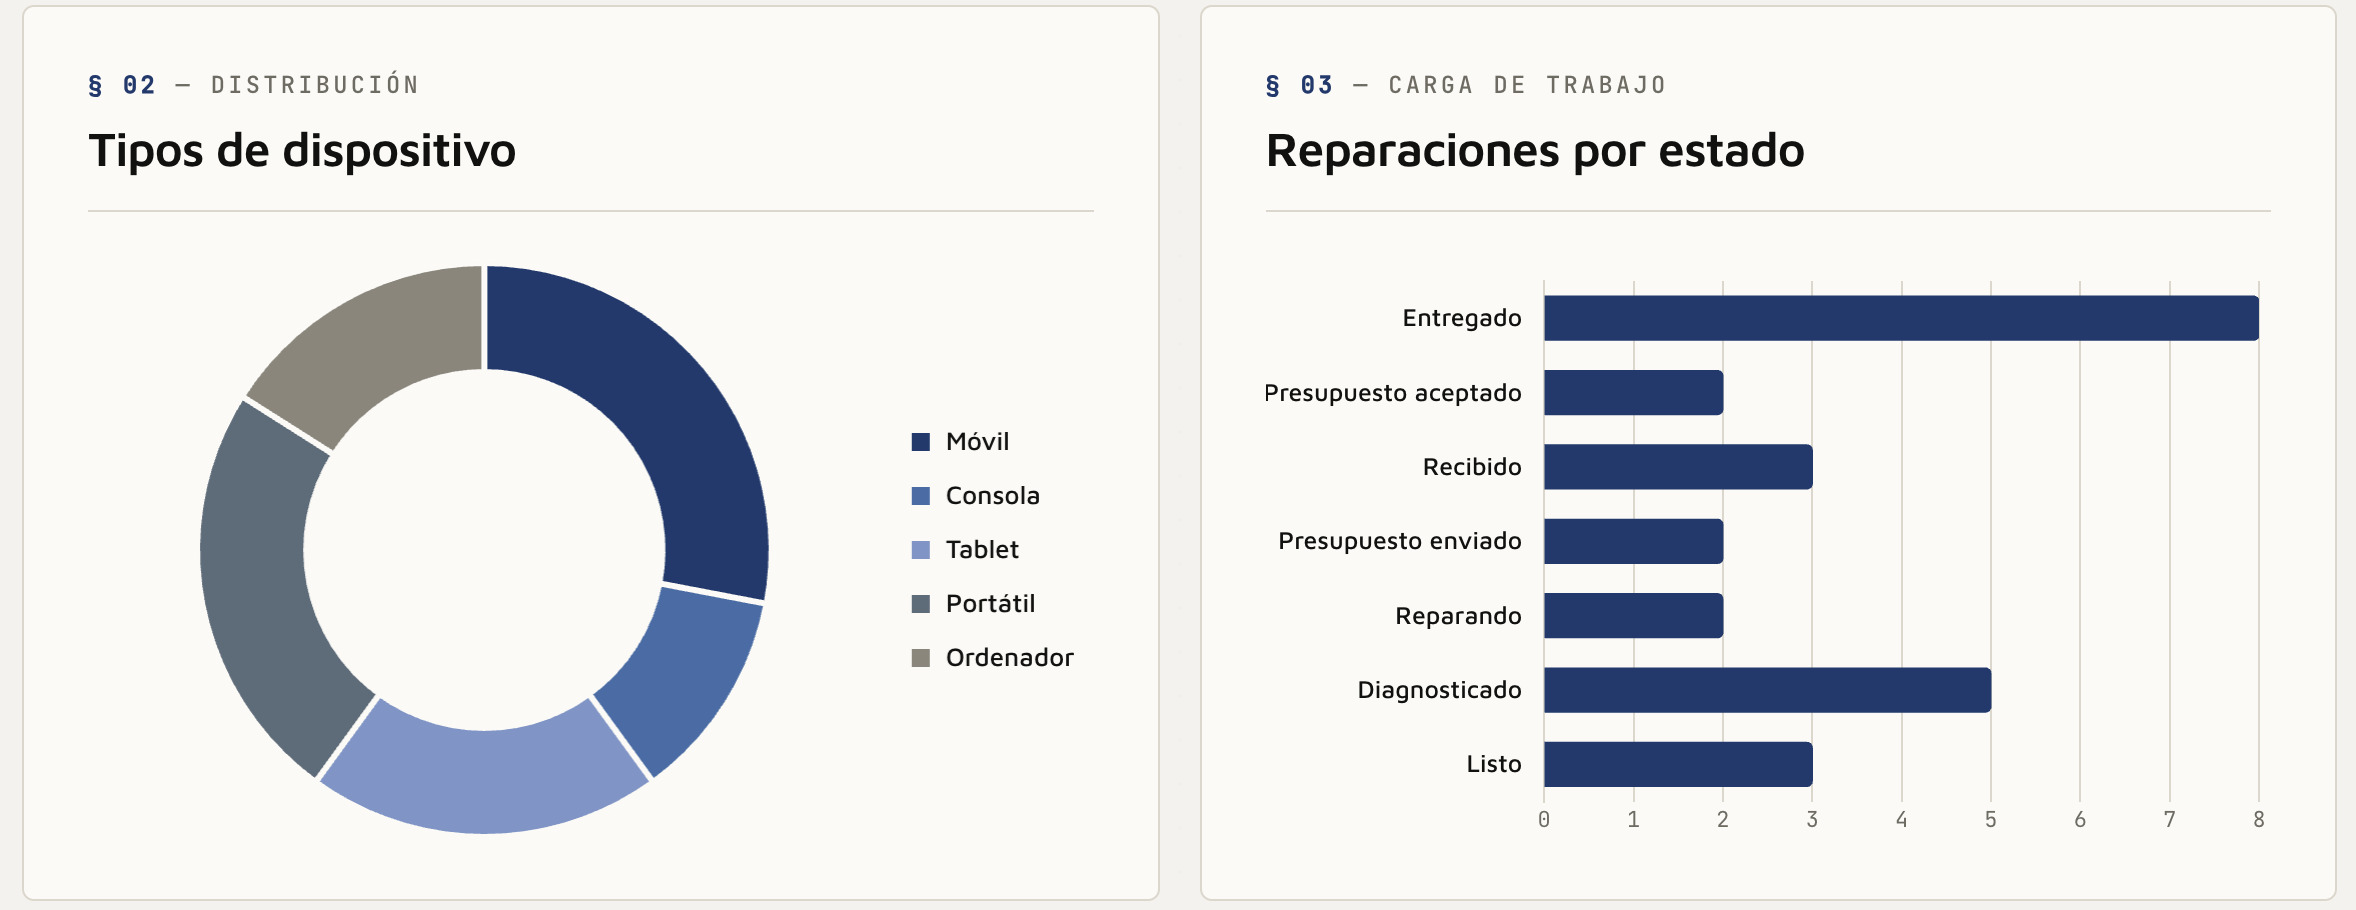 § 02 — DISTRIBUCIÓN
Tipos de dispositivo
Móvil
Consola
Tablet
Portátil
Ordenador
§ 03 — CARGA DE TRABAJO
Reparaciones por estado
Entregado
Presupuesto aceptado
Recibido
Presupuesto enviado
Reparando
Diagnosticado
Listo
0 1 2 3 4 5 6 7 8